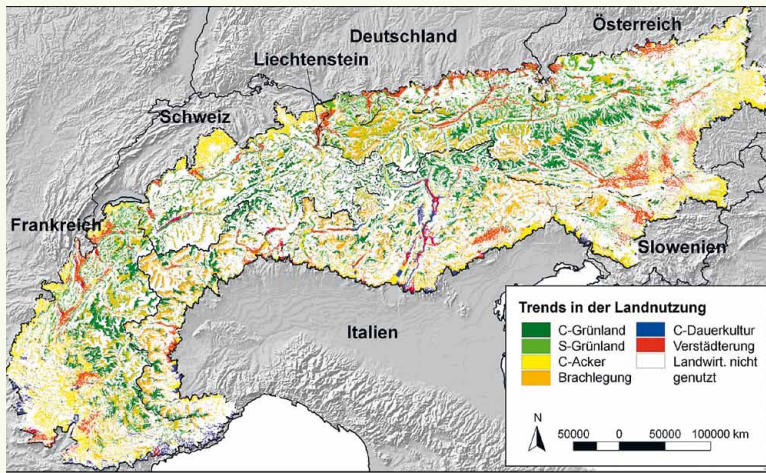 Österreich
Deutschland
Liechtenstein
Schweiz
Frankreich
Slowenien
Italien
Trends in der Landnutzung
C-Grünland
S-Grünland
C-Acker
Brachlegung
C-Dauerkultur
Verstädterung
Landwirt. nicht
genutzt
N
50000 0 50000 100000 km